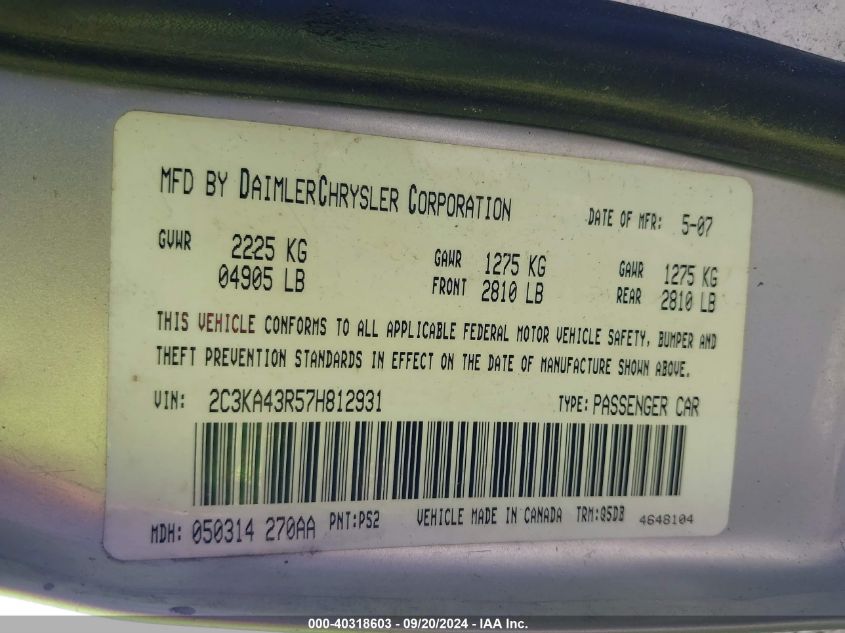 MFD BY DAIMLERCHRYSLER CORPORATION
DATE OF MFR: 5-07
GVWR 2225 KG
04905 LB
GAWR 1275 KG
FRONT 2810 LB
GAWR 1275 KG
REAR 2810 LB
THIS VEHICLE CONFORMS TO ALL APPLICABLE FEDERAL MOTOR VEHICLE SAFETY, BUMPER AND
THEFT PREVENTION STANDARDS IN EFFECT ON THE DATE OF MANUFACTURE SHOWN ABOVE.
VIN: 2C3KA43R57H812931 TYPE: PASSENGER CAR
MDH: 050314 270AA PNT: PS2 VEHICLE MADE IN CANADA TRM: Q5DB 4648104
000-40318603 - 09/20/2024 - IAA Inc.